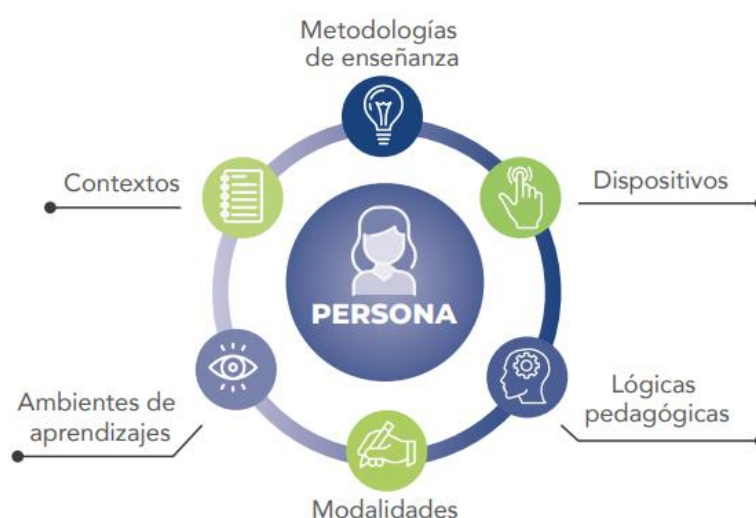 Metodologías
de enseñanza
Contextos
Dispositivos
PERSONA
Ambientes de
aprendizajes
Lógicas
pedagógicas
Modalidades